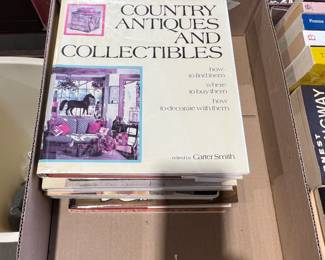 COUNTRY
ANTIQUES
AND
COLLECTIBLES
how
to find them
where
to buy them
how
to decorate with them
edited by Carter Smith